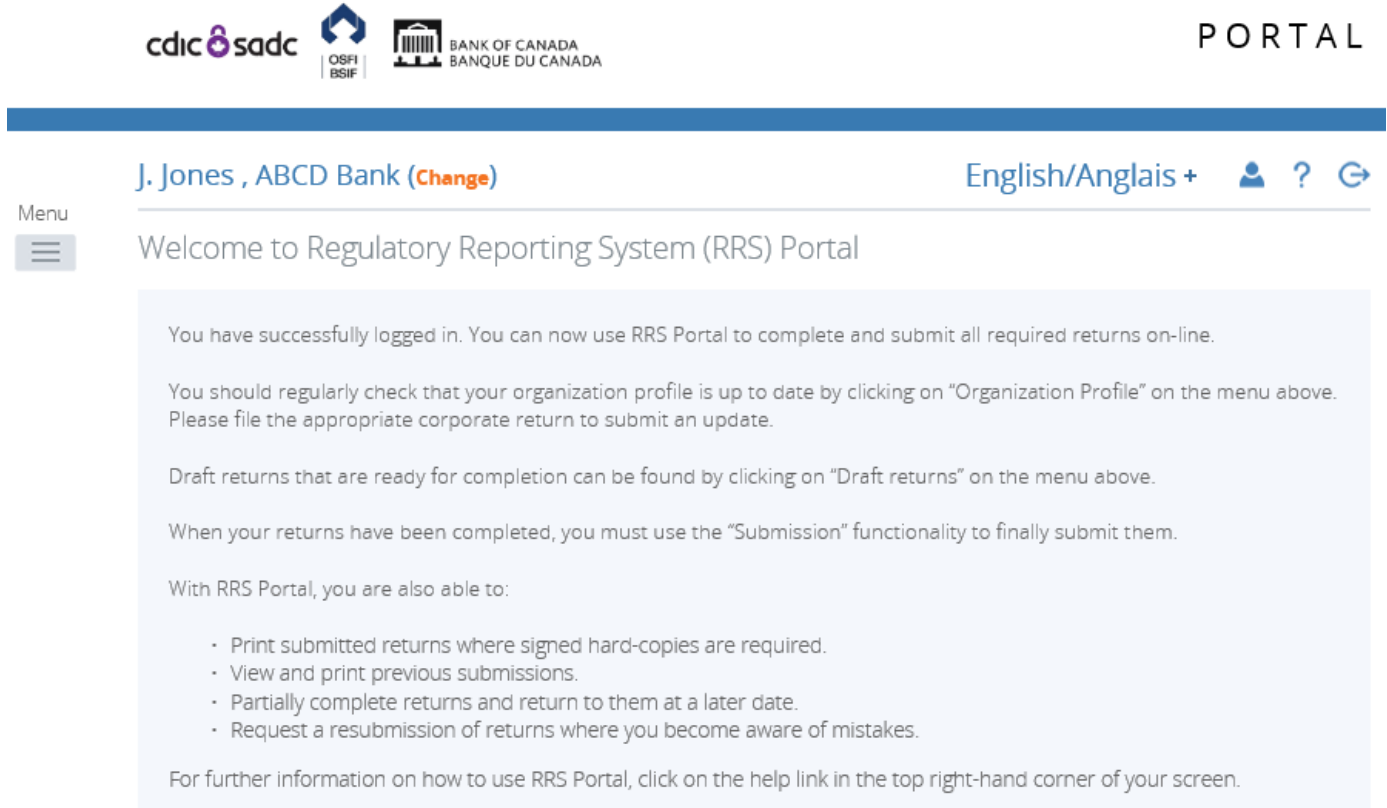 cdic sadc
OSFI
BSIF
BANK OF CANADA
BANQUE DU CANADA
PORTAL
J. Jones , ABCD Bank (Change)
English/Anglais +
?
Menu
Welcome to Regulatory Reporting System (RRS) Portal
You have successfully logged in. You can now use RRS Portal to complete and submit all required returns on-line.
You should regularly check that your organization profile is up to date by clicking on “Organization Profile” on the menu above.
Please file the appropriate corporate return to submit an update.
Draft returns that are ready for completion can be found by clicking on “Draft returns” on the menu above.
When your returns have been completed, you must use the “Submission” functionality to finally submit them.
With RRS Portal, you are also able to:
· Print submitted returns where signed hard-copies are required.
· View and print previous submissions.
· Partially complete returns and return to them at a later date.
· Request a resubmission of returns where you become aware of mistakes.
For further information on how to use RRS Portal, click on the help link in the top right-hand corner of your screen.